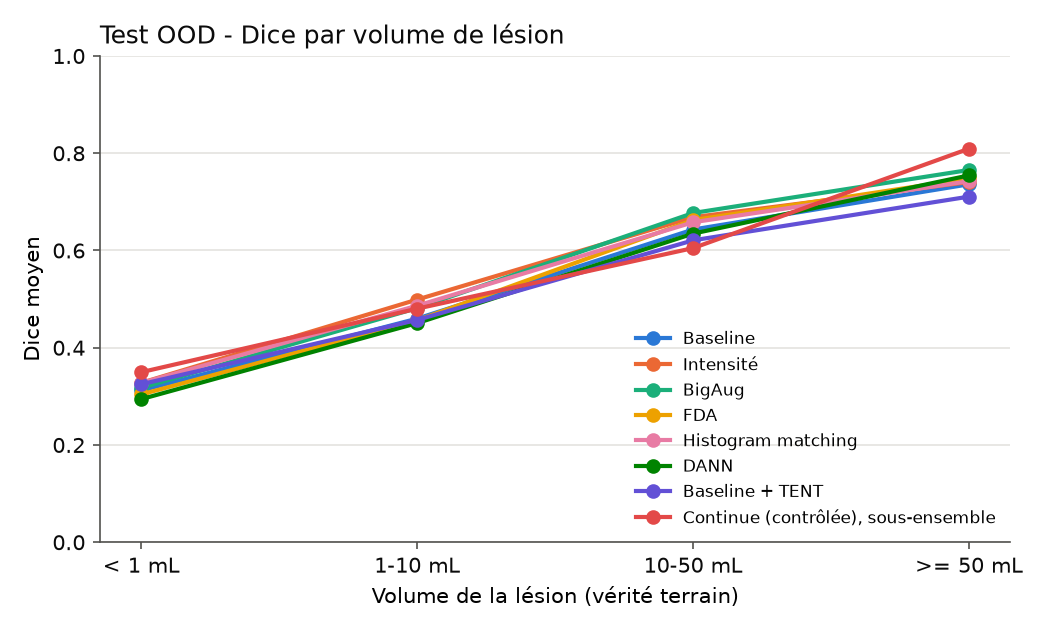 Test OOD - Dice par volume de lésion
1.0
0.8
0.6
0.4
0.2
0.0
Dice moyen
Baseline
Intensité
BigAug
FDA
Histogram matching
DANN
Baseline + TENT
Continue (contrôlée), sous-ensemble
< 1 mL 1-10 mL 10-50 mL >= 50 mL
Volume de la lésion (vérité terrain)